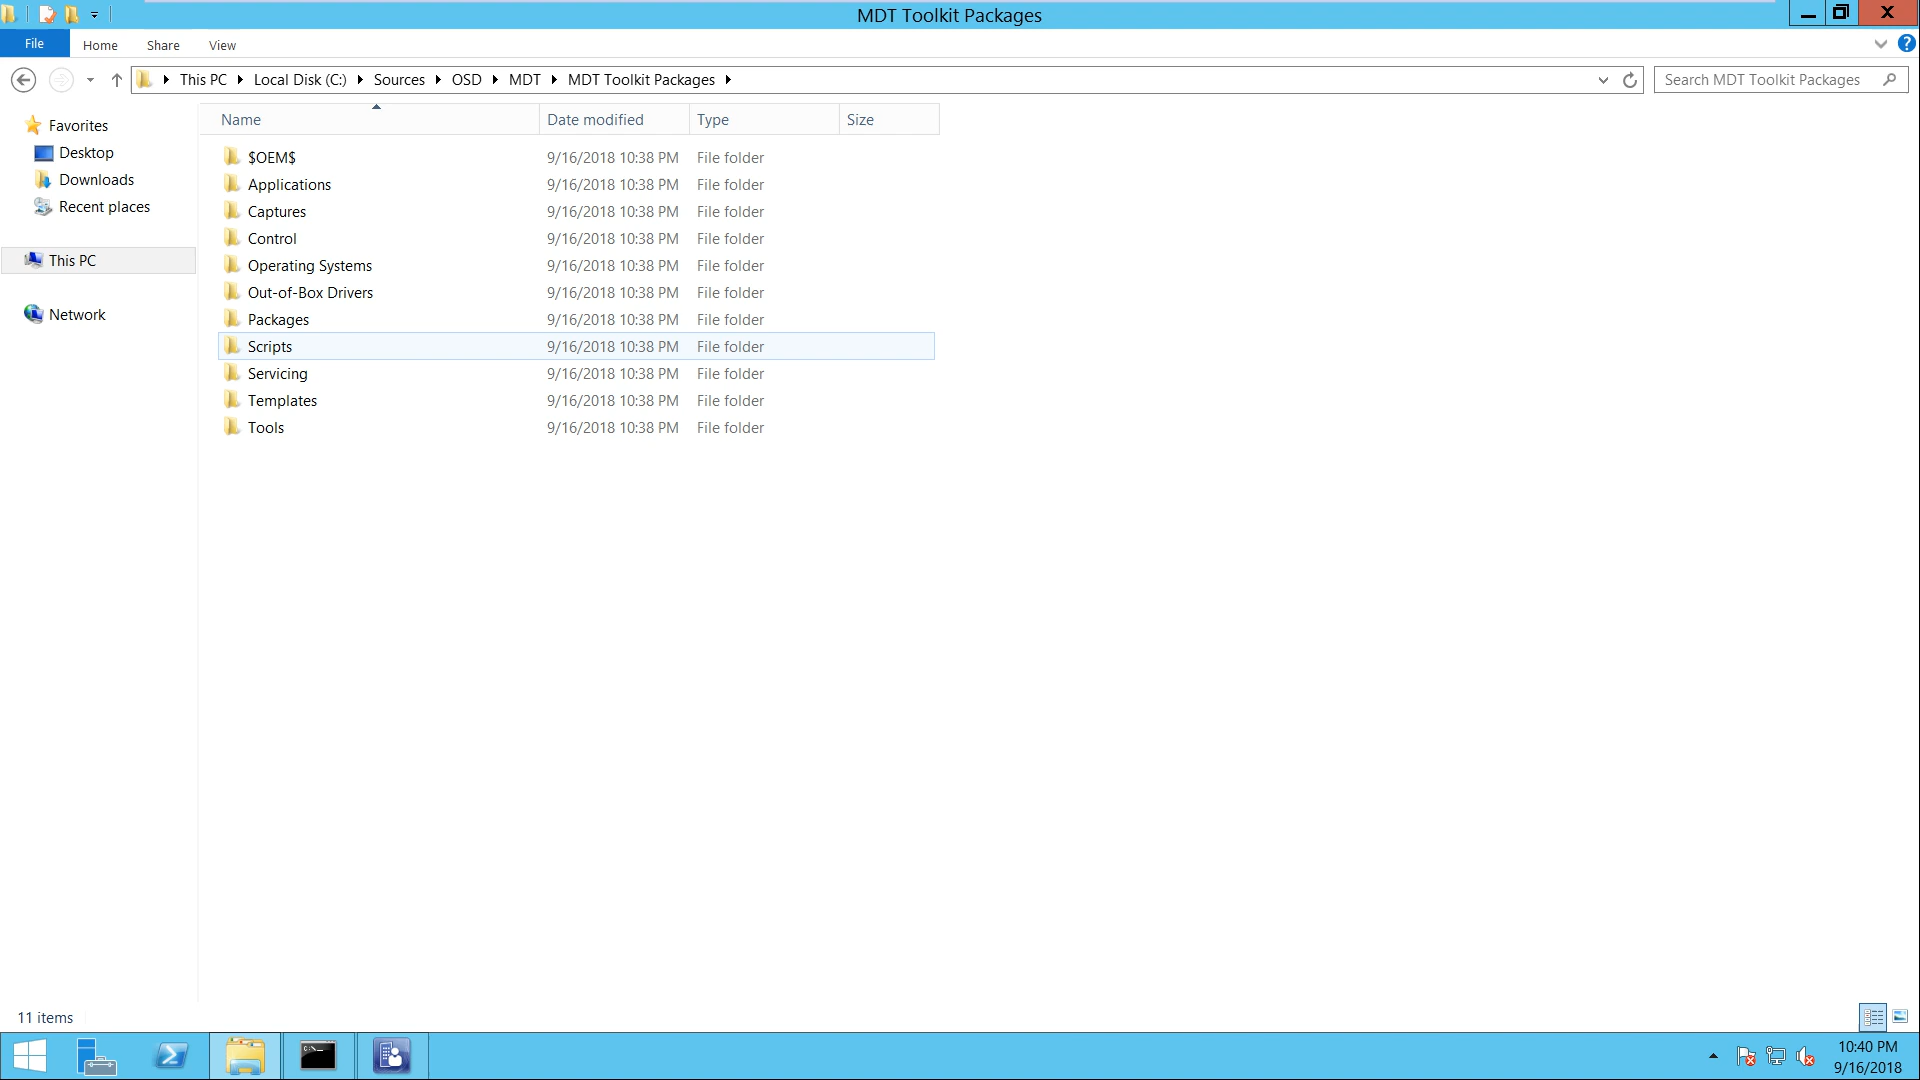 MDT Toolkit Packages
File Home Share View
This PC Local Disk (C:) Sources OSD MDT MDT Toolkit Packages
Search MDT Toolkit Packages
Favorites
Desktop
Downloads
Recent places
This PC
Network
Name Date modified Type Size
$OEM$ 9/16/2018 10:38 PM File folder
Applications 9/16/2018 10:38 PM File folder
Captures 9/16/2018 10:38 PM File folder
Control 9/16/2018 10:38 PM File folder
Operating Systems 9/16/2018 10:38 PM File folder
Out-of-Box Drivers 9/16/2018 10:38 PM File folder
Packages 9/16/2018 10:38 PM File folder
Scripts 9/16/2018 10:38 PM File folder
Servicing 9/16/2018 10:38 PM File folder
Templates 9/16/2018 10:38 PM File folder
Tools 9/16/2018 10:38 PM File folder
11 items
10:40 PM
9/16/2018